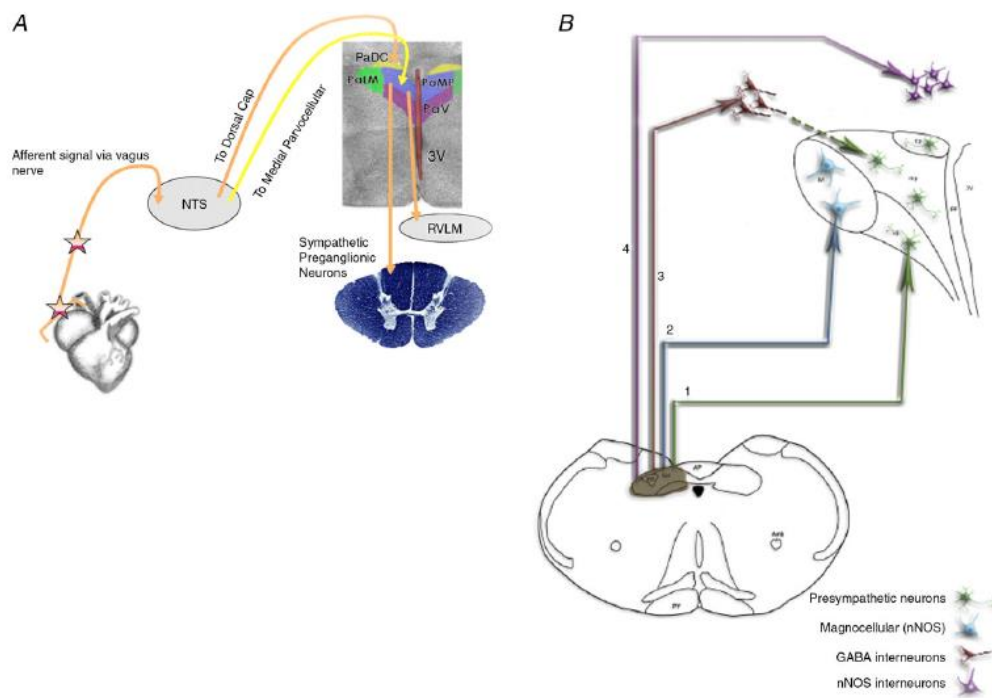 A
PaDC
PaLM
PaMP
PaV
3V
To Dorsal Cap
To Medial Parvocellular
Afferent signal via vagus
nerve
NTS
RVLM
Sympathetic
Preganglionic
Neurons
B
4
3
2
1
AP
Presympathetic neurons
Magnocellular (nNOS)
GABA interneurons
nNOS interneurons